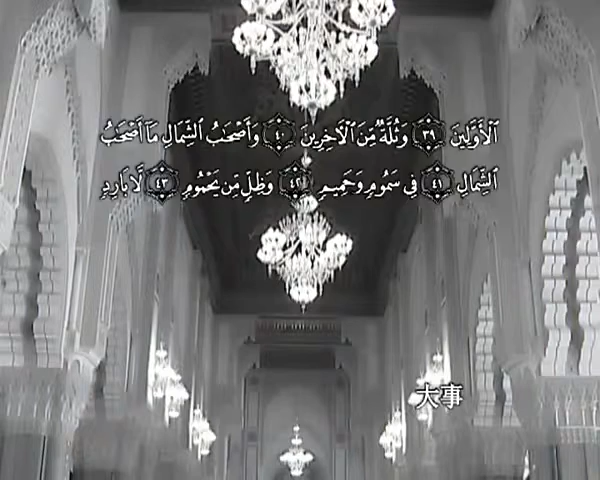 ٱلْأَوَّلِينَ ٣٩ وَثُلَّةٌ مِّنَ ٱلْآخِرِينَ ٤٠ وَأَصْحَٰبُ ٱلشِّمَالِ مَآ أَصْحَٰبُ
ٱلشِّمَالِ ٤١ فِى سَمُومٍ وَحَمِيمٍ ٤٢ وَظِلٍّ مِّن يَحْمُومٍ ٤٣ لَّا بَارِدٍ
大事